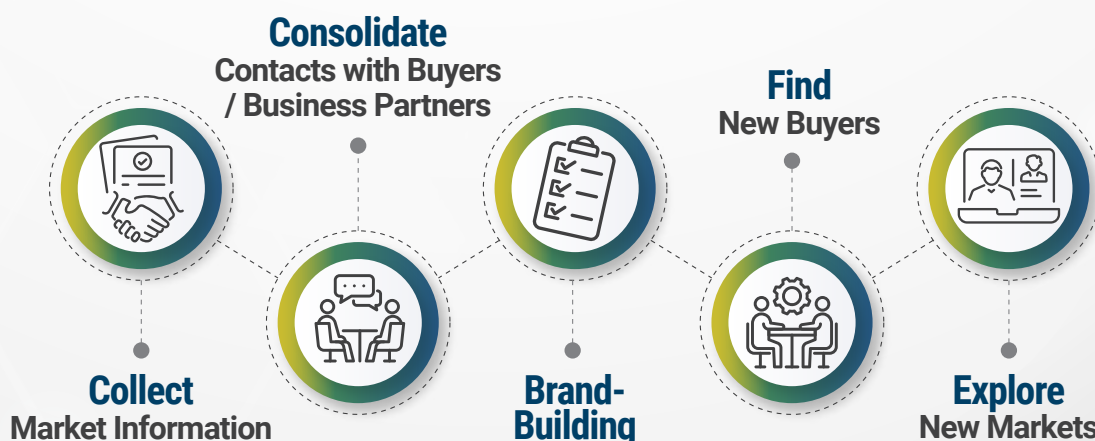 Consolidate
Contacts with Buyers
/ Business Partners
Find
New Buyers
Collect
Market Information
Brand-
Building
Explore
New Markets